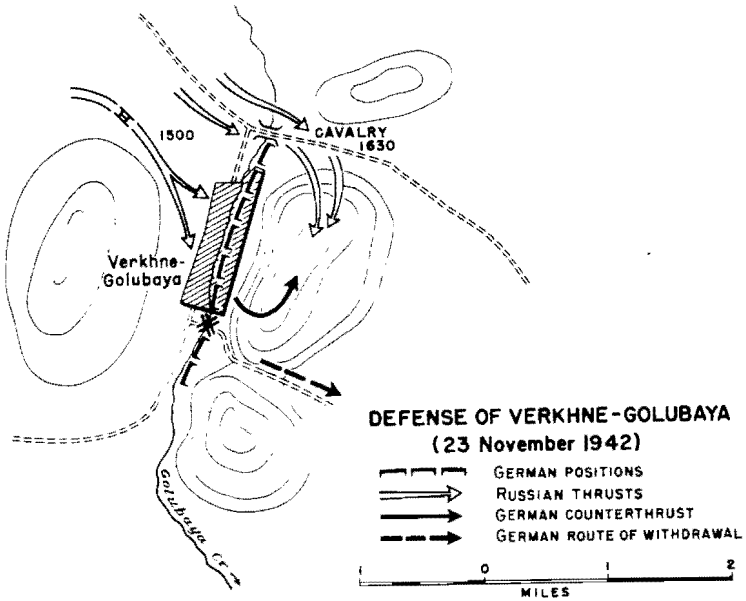 1500
CAVALRY
1630
Verkhne-
Golubaya
DEFENSE OF VERKHNE-GOLUBAYA
(23 November 1942)
GERMAN POSITIONS
RUSSIAN THRUSTS
GERMAN COUNTERTHRUST
GERMAN ROUTE OF WITHDRAWAL
Golubaya Cr
1 0 1 2
MILES